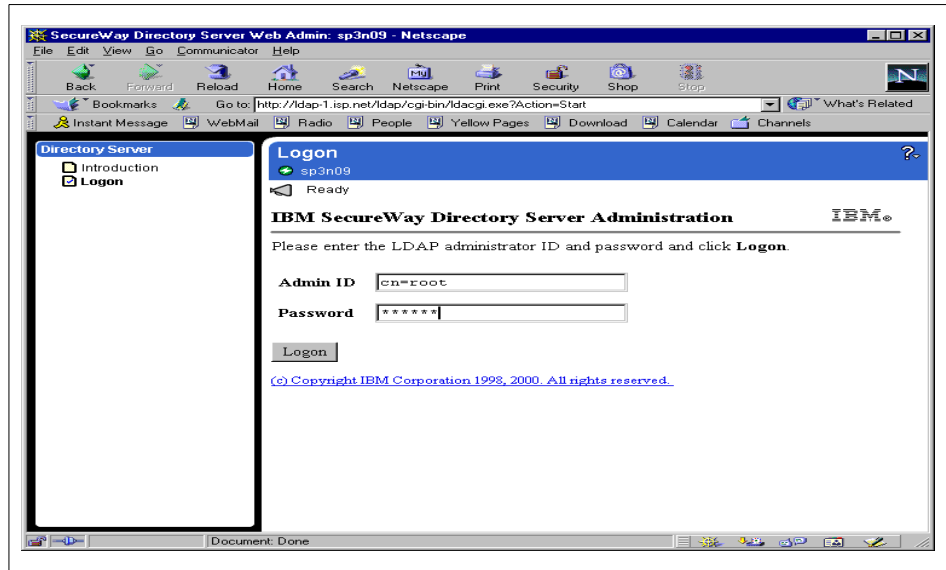 SecureWay Directory Server Web Admin: sp3n09 - Netscape
File Edit View Go Communicator Help
Back Forward Reload Home Search My Netscape Print Security Shop Stop N
Bookmarks Go to: http://ldap-1.isp.net/ldap/cgi-bin/ldacgi.exe?Action=Start What's Related
Instant Message WebMail Radio People Yellow Pages Download Calendar Channels
Directory Server
Introduction
Logon
Logon
sp3n09
Ready
IBM SecureWay Directory Server Administration IBM®
Please enter the LDAP administrator ID and password and click Logon.
Admin ID cn=root
Password ******
Logon
(c) Copyright IBM Corporation 1998, 2000. All rights reserved.
Document: Done